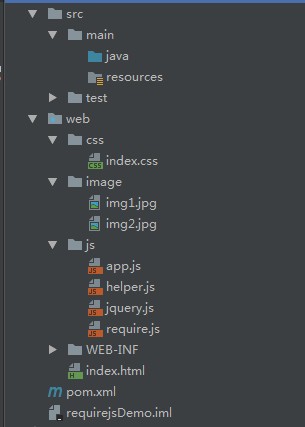 src
main
java
resources
test
web
css
index.css
image
img1.jpg
img2.jpg
js
app.js
helper.js
jquery.js
require.js
WEB-INF
index.html
pom.xml
requirejsDemo.iml